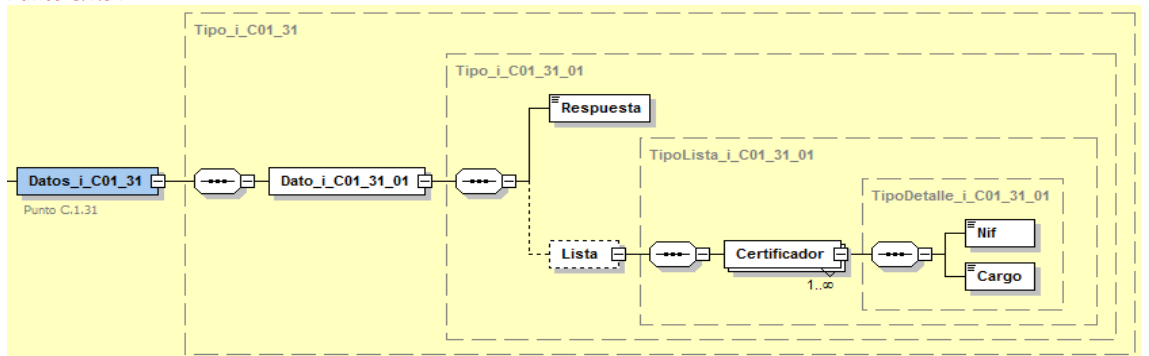 Tipo_i_C01_31
Tipo_i_C01_31_01
Respuesta
TipoLista_i_C01_31_01
Datos_i_C01_31
Dato_i_C01_31_01
TipoDetalle_i_C01_31_01
Punto C.1.31
Nif
Lista
Certificador
Cargo
1..∞